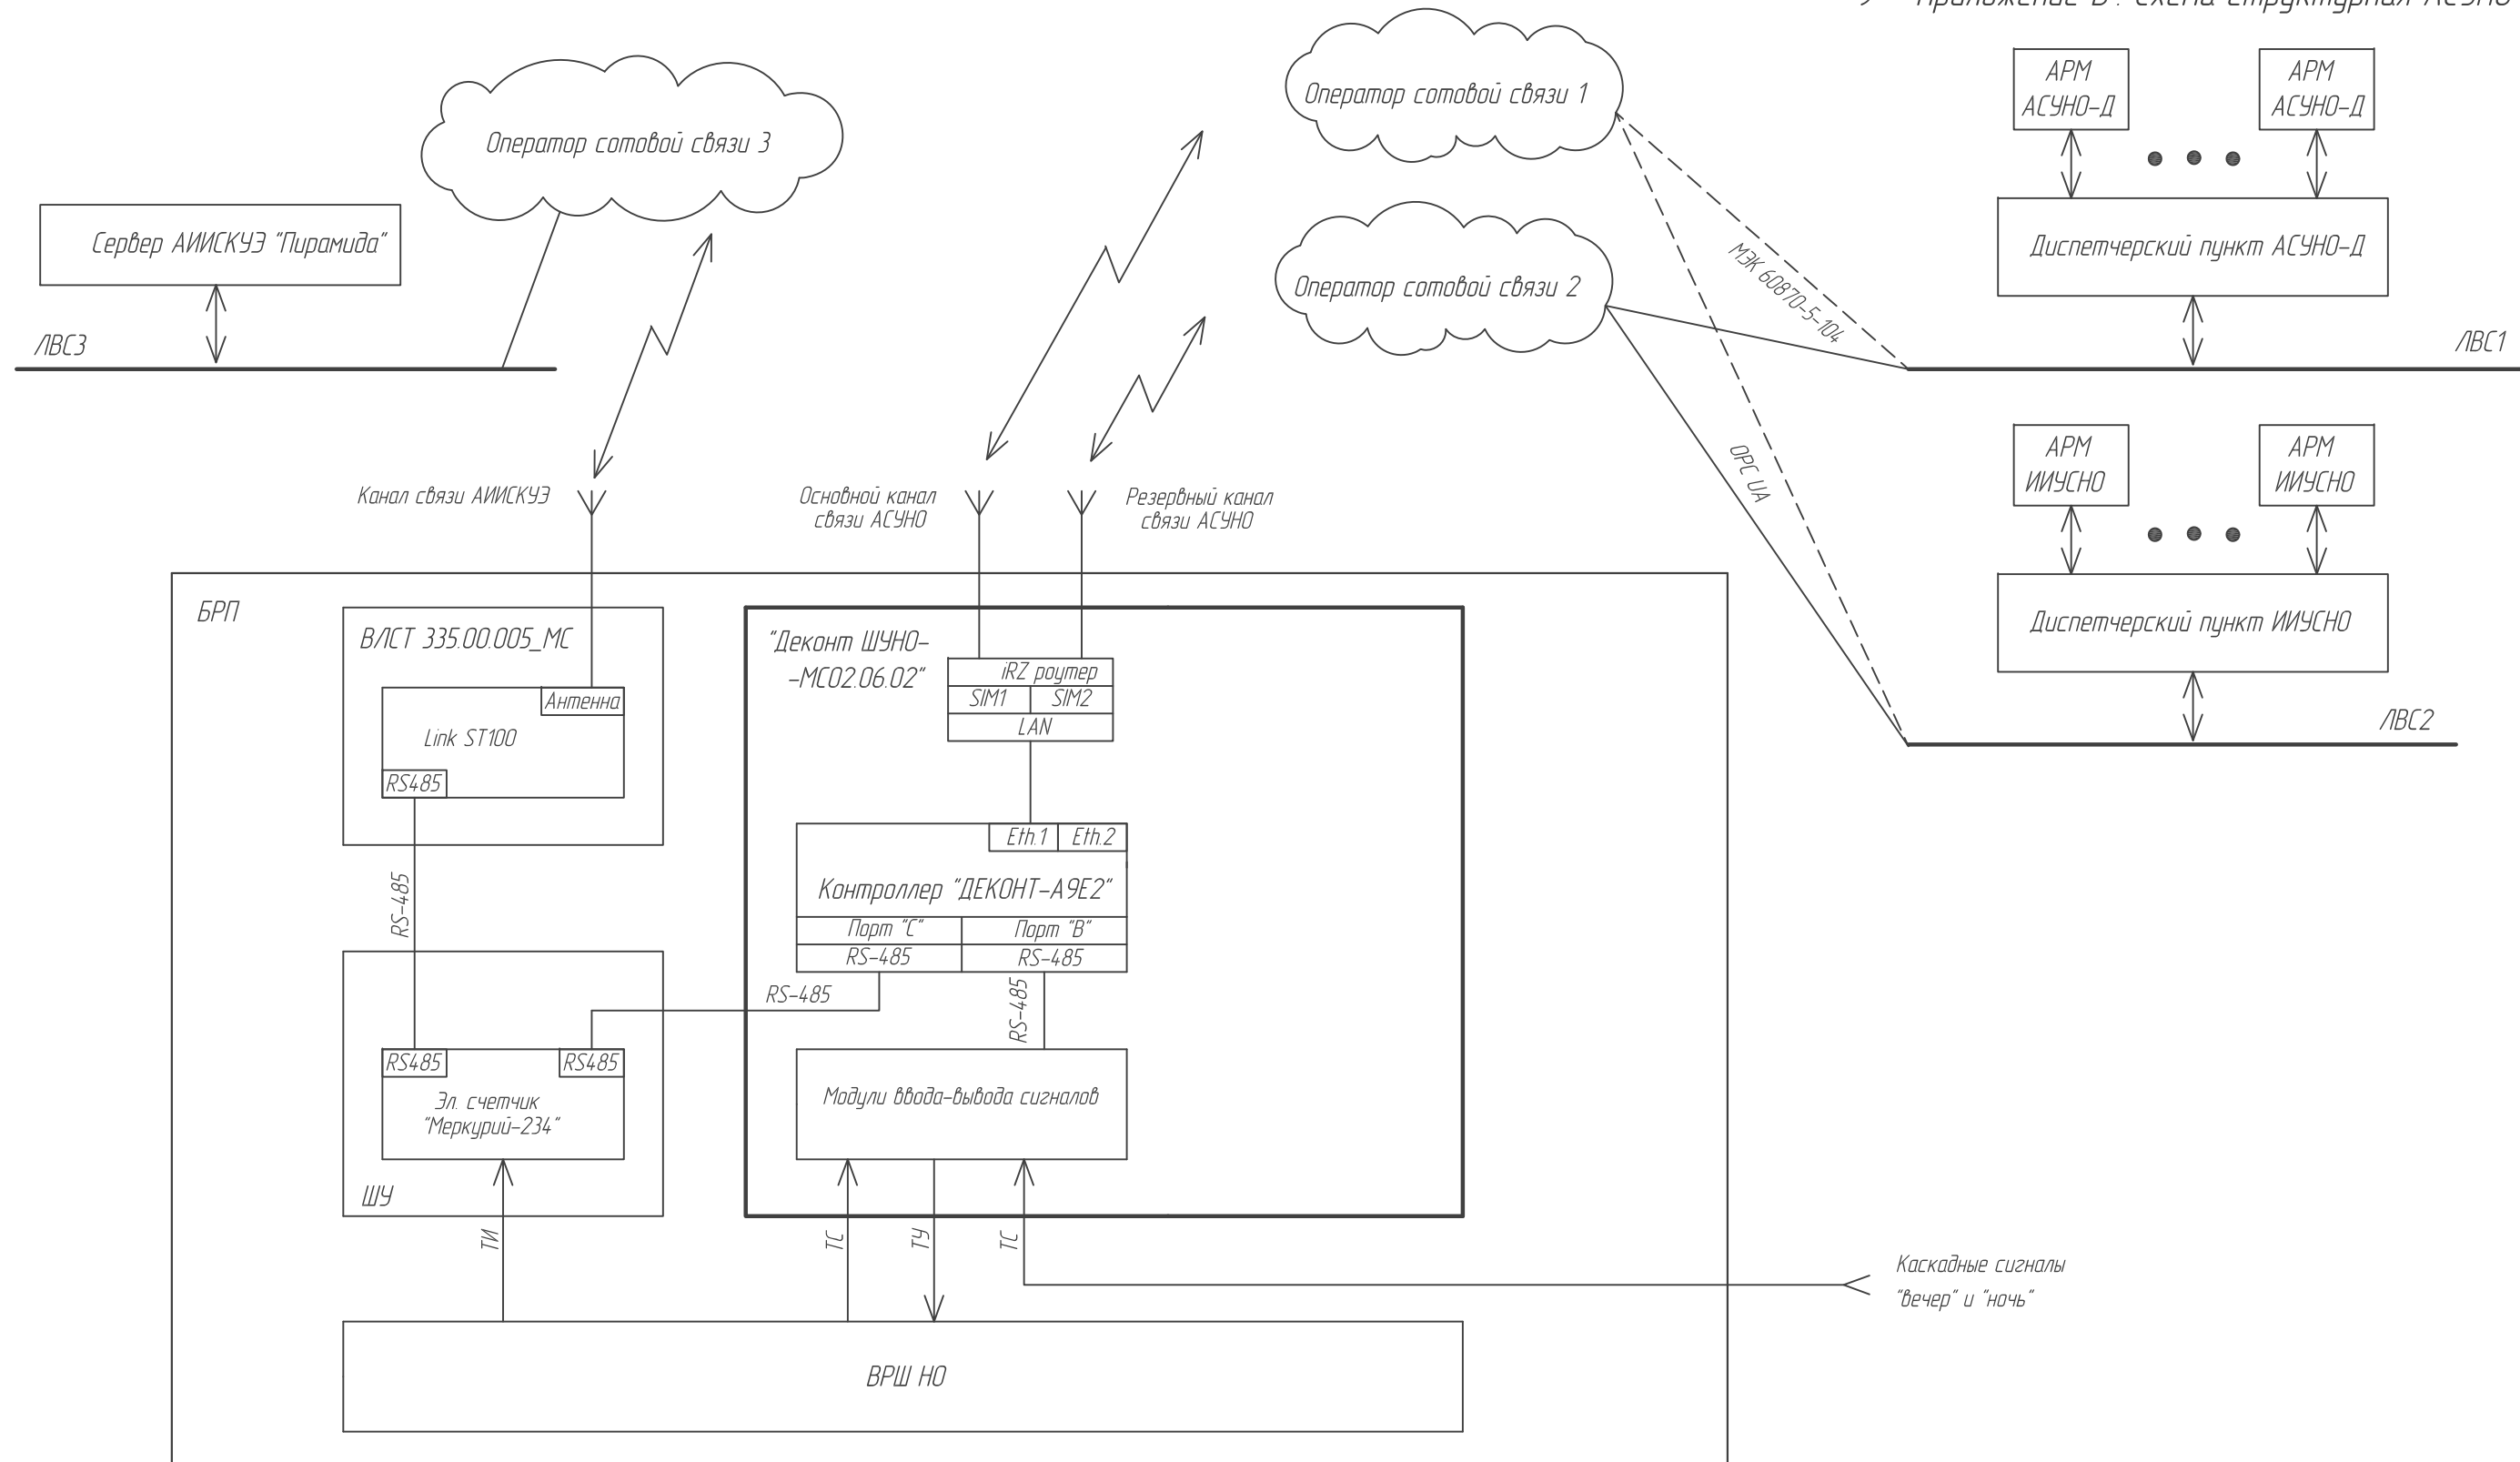 Приложение В . Схема структурная АСУНО
Оператор сотовой связи 3
Оператор сотовой связи 1
Оператор сотовой связи 2
Сервер АИИСКУЭ "Пирамида"
ЛВС3
АРМ
АСУНО-Д
АРМ
АСУНО-Д
Диспетчерский пункт АСУНО-Д
ЛВС1
МЭК 60870-5-104
OPC UA
АРМ
ИИУСНО
АРМ
ИИУСНО
Диспетчерский пункт ИИУСНО
ЛВС2
Канал связи АИИСКУЭ
Основной канал
связи АСУНО
Резервный канал
связи АСУНО
БРП
ВЛСТ 335.00.005_МС
Антенна
Link ST100
RS485
RS-485
"Деконт ШУНО-
-МС02.06.02"
iRZ роутер
SIM1
SIM2
LAN
Eth.1
Eth.2
Контроллер "ДЕКОНТ-А9Е2"
Порт "С"
Порт "В"
RS-485
RS-485
RS-485
RS-485
RS485
RS485
Эл. счетчик
"Меркурий-234"
ШУ
Модули ввода-вывода сигналов
ТИ
ТС
ТУ
ТС
Каскадные сигналы
"вечер" и "ночь"
ВРШ НО